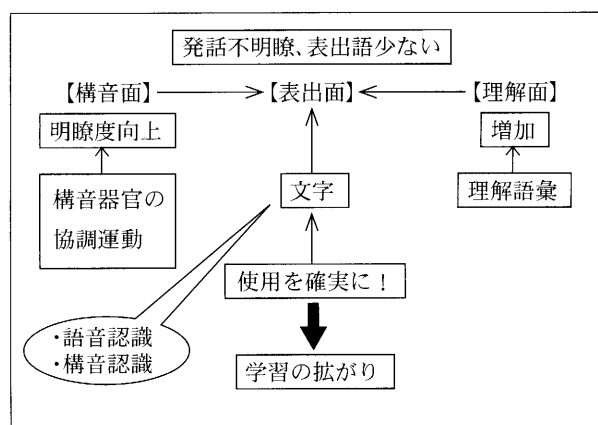 発話不明瞭、表出語少ない
【構音面】
【表出面】
【理解面】
明瞭度向上
増加
構音器官の
協調運動
文字
理解語彙
使用を確実に！
・語音認識
・構音認識
学習の拡がり